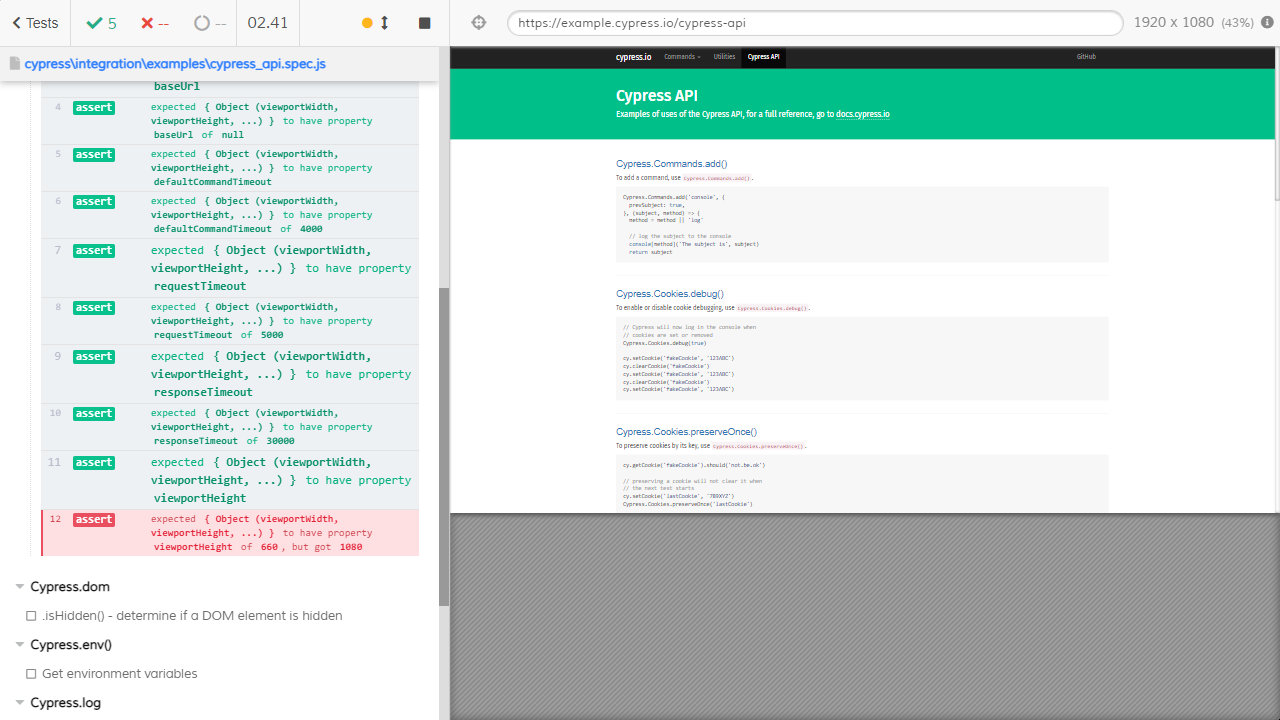 Tests
5
--
--
02.41
https://example.cypress.io/cypress-api
1920 x 1080 (43%)
cypress\integration\examples\cypress_api.spec.js
baseUrl
4 assert expected { Object (viewportWidth,
viewportHeight, ...) } to have property
baseUrl of null
5 assert expected { Object (viewportWidth,
viewportHeight, ...) } to have property
defaultCommandTimeout
6 assert expected { Object (viewportWidth,
viewportHeight, ...) } to have property
defaultCommandTimeout of 4000
7 assert expected { Object (viewportWidth,
viewportHeight, ...) } to have property
requestTimeout
8 assert expected { Object (viewportWidth,
viewportHeight, ...) } to have property
requestTimeout of 5000
9 assert expected { Object (viewportWidth,
viewportHeight, ...) } to have property
responseTimeout
10 assert expected { Object (viewportWidth,
viewportHeight, ...) } to have property
responseTimeout of 30000
11 assert expected { Object (viewportWidth,
viewportHeight, ...) } to have property
viewportHeight
12 assert expected { Object (viewportWidth,
viewportHeight, ...) } to have property
viewportHeight of 660 , but got 1080
Cypress.dom
.isHidden() - determine if a DOM element is hidden
Cypress.env()
Get environment variables
Cypress.log
cypress.io Commands Utilities Cypress API GitHub
Cypress API
Examples of uses of the Cypress API, for a full reference, go to docs.cypress.io
Cypress.Commands.add()
To add a command, use Cypress.Commands.add().
Cypress.Commands.add('console', {
prevSubject: true,
}, (subject, method) => {
method = method || 'log'
// log the subject to the console
console[method]('The subject is', subject)
return subject
Cypress.Cookies.debug()
To enable or disable cookie debugging, use Cypress.Cookies.debug().
// Cypress will now log in the console when
// cookies are set or removed
Cypress.Cookies.debug(true)
cy.setCookie('fakeCookie', '123ABC')
cy.clearCookie('fakeCookie')
cy.setCookie('fakeCookie', '123ABC')
cy.clearCookie('fakeCookie')
cy.setCookie('fakeCookie', '123ABC')
Cypress.Cookies.preserveOnce()
To preserve cookies by its key, use Cypress.Cookies.preserveOnce().
cy.getCookie('fakeCookie').should('not.be.ok')
// preserving a cookie will not clear it when
// the next test starts
cy.setCookie('lastCookie', '789XYZ')
Cypress.Cookies.preserveOnce('lastCookie')